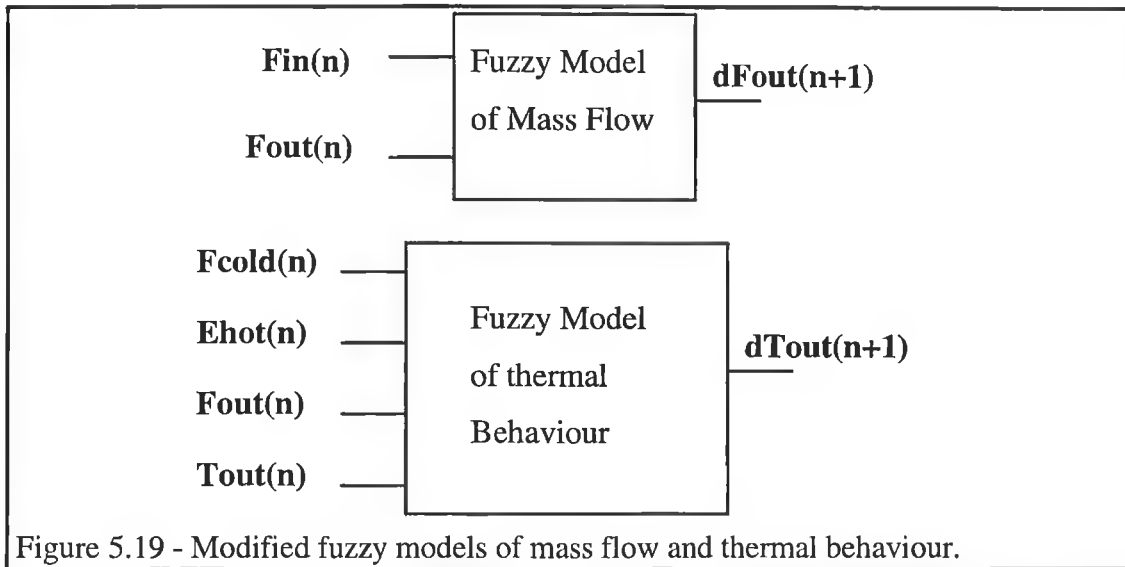 Fin(n)
Fout(n)
Fuzzy Model
of Mass Flow
dFout(n+1)
Fcold(n)
Ehot(n)
Fout(n)
Tout(n)
Fuzzy Model
of thermal
Behaviour
dTout(n+1)
Figure 5.19 - Modified fuzzy models of mass flow and thermal behaviour.